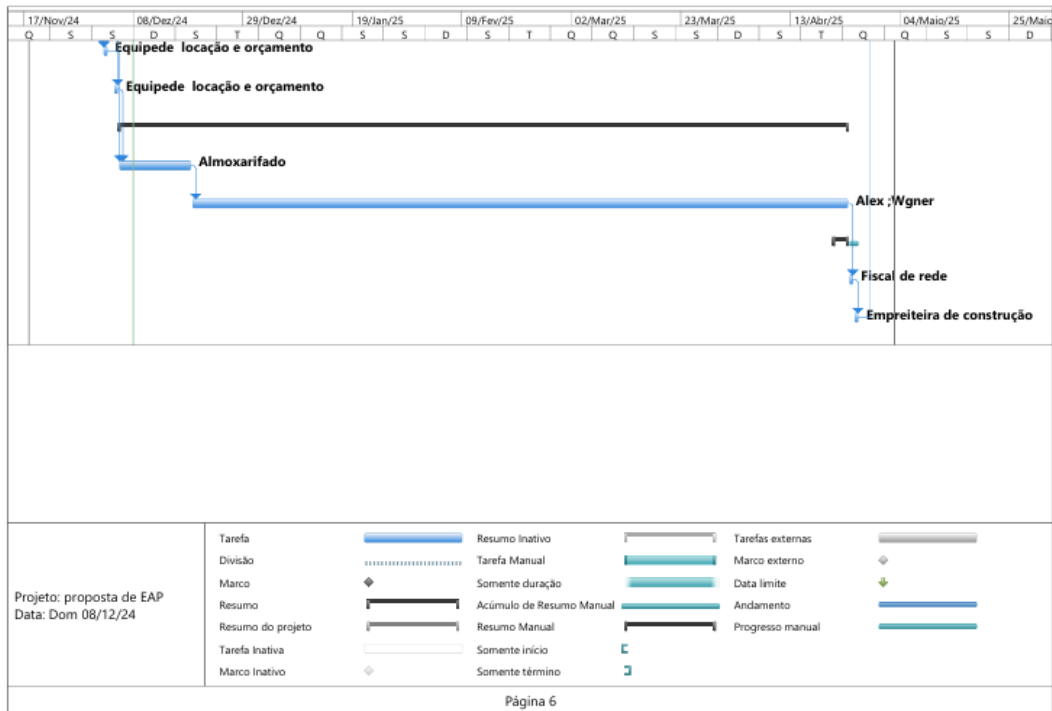 17/Nov/24 08/Dez/24 29/Dez/24 19/Jan/25 09/Fev/25 02/Mar/25 23/Mar/25 13/Abr/25 04/Maio/25 25/Maio
Q S S D S T Q Q S S D S T Q Q S S D S T Q Q S S D
Equipede locação e orçamento
Equipede locação e orçamento
Almoxarifado
Alex ;Wgner
Fiscal de rede
Empreiteira de construção
Projeto: proposta de EAP
Data: Dom 08/12/24
Tarefa
Divisão
Marco
Resumo
Resumo do projeto
Tarefa Inativa
Marco Inativo
Resumo Inativo
Tarefa Manual
Somente duração
Acúmulo de Resumo Manual
Resumo Manual
Somente início
Somente término
Tarefas externas
Marco externo
Data limite
Andamento
Progresso manual
Página 6